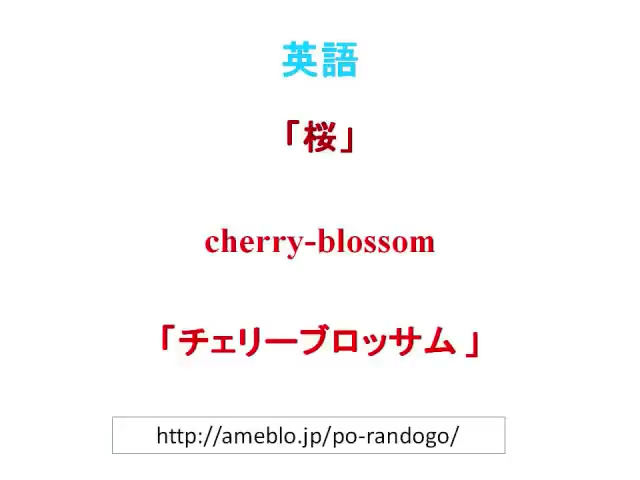 英語
「桜」
cherry-blossom
「チェリーブロッサム 」
http://ameblo.jp/po-randogo/